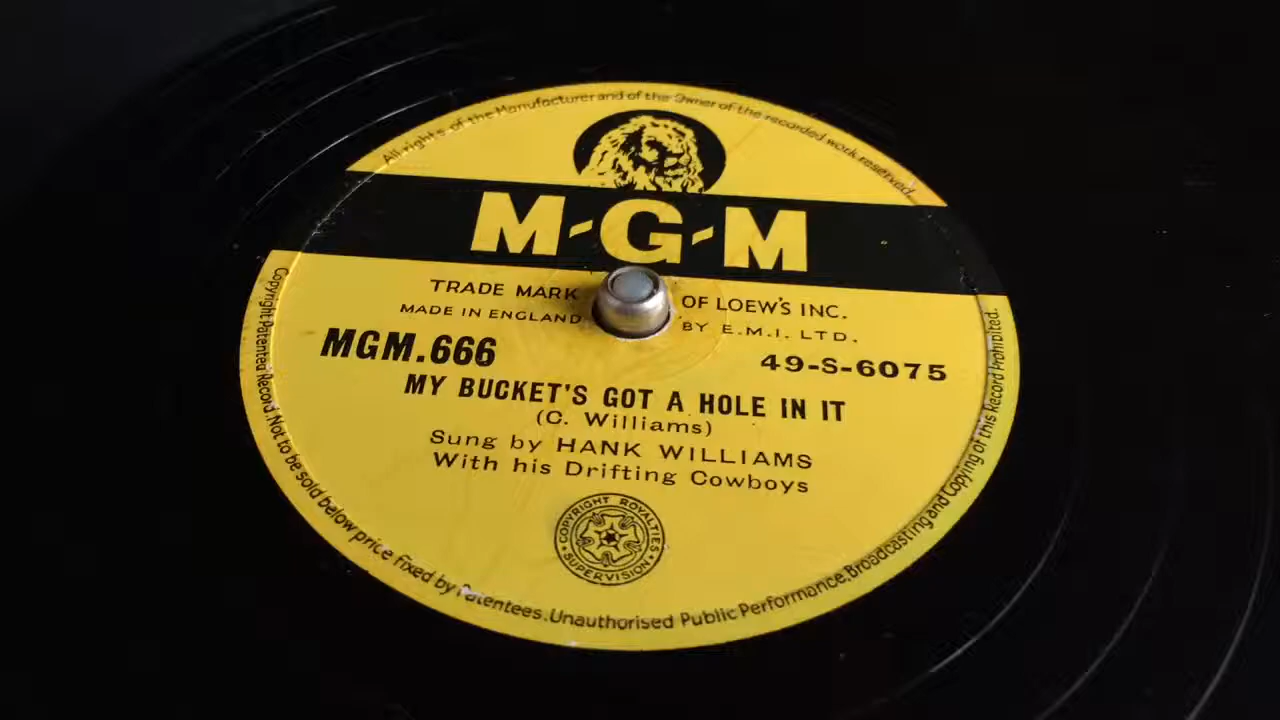 All rights of the Manufacturer and of the Owner of the recorded work reserved.
M-G-M
TRADE MARK OF LOEW'S INC.
MADE IN ENGLAND BY E.M.I. LTD.
MGM.666
49-S-6075
MY BUCKET'S GOT A HOLE IN IT
(C. Williams)
Sung by HANK WILLIAMS
With his Drifting Cowboys
COPYRIGHT ROYALTIES
SUPERVISION
Copyright Patented Record. Not to be sold below price fixed by Patentees. Unauthorised Public Performance, Broadcasting and Copying of this Record Prohibited.